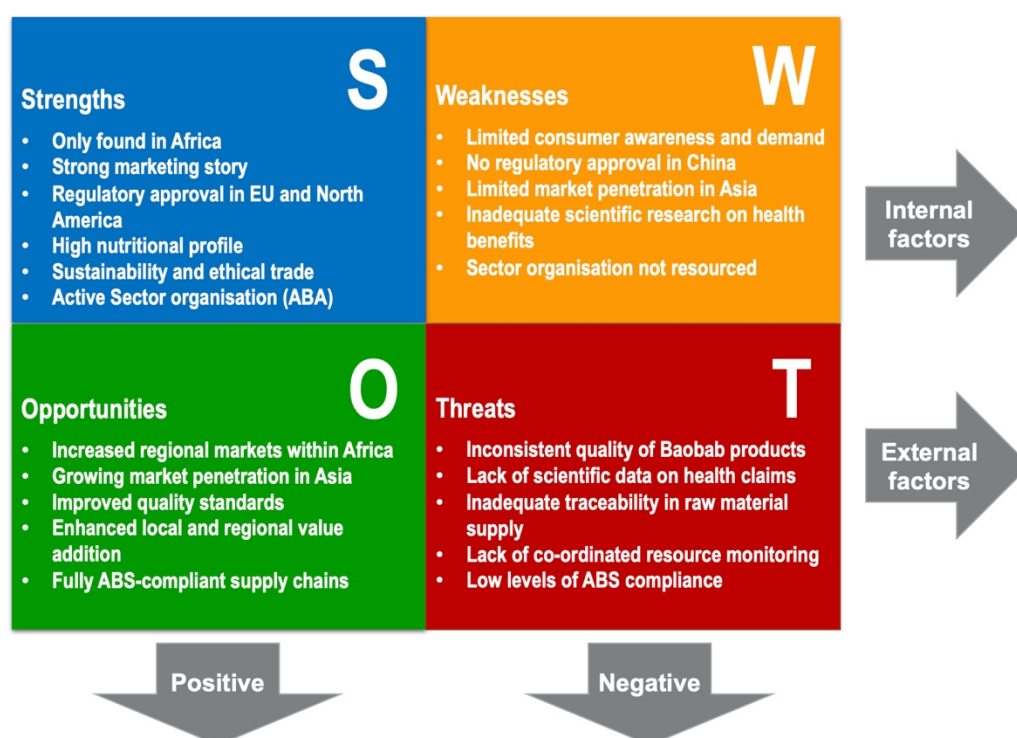 S
Strengths
• Only found in Africa
• Strong marketing story
• Regulatory approval in EU and North
America
• High nutritional profile
• Sustainability and ethical trade
• Active Sector organisation (ABA)
W
Weaknesses
• Limited consumer awareness and demand
• No regulatory approval in China
• Limited market penetration in Asia
• Inadequate scientific research on health
benefits
• Sector organisation not resourced
Internal
factors
O
Opportunities
• Increased regional markets within Africa
• Growing market penetration in Asia
• Improved quality standards
• Enhanced local and regional value
addition
• Fully ABS-compliant supply chains
T
Threats
• Inconsistent quality of Baobab products
• Lack of scientific data on health claims
• Inadequate traceability in raw material
supply
• Lack of co-ordinated resource monitoring
• Low levels of ABS compliance
External
factors
Positive
Negative